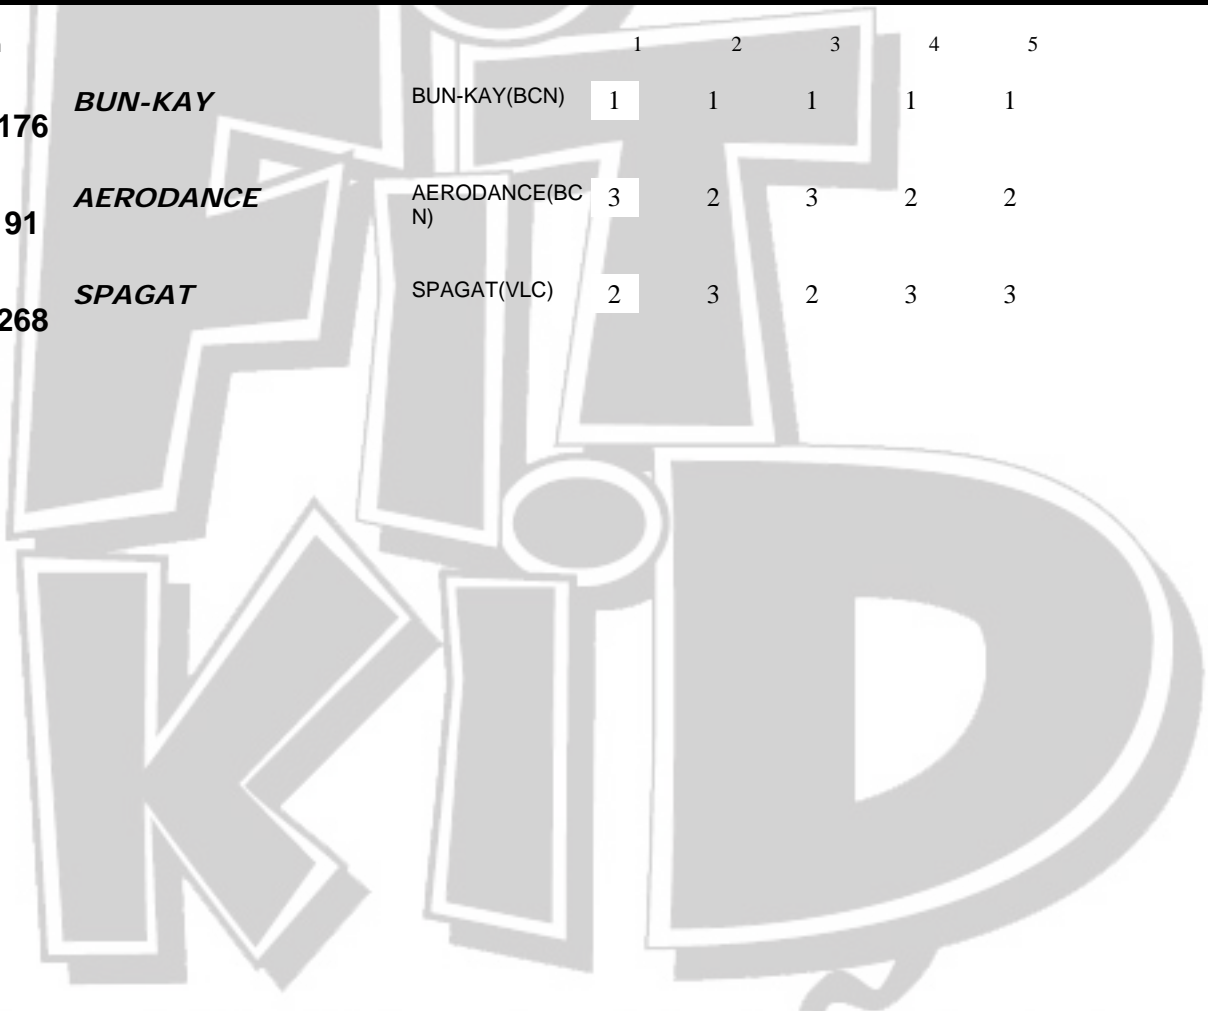 1 2 3 4 5
BUN-KAY BUN-KAY(BCN) 1 1 1 1 1
176
AERODANCE AERODANCE(BC 3 2 3 2 2
N)
91
SPAGAT SPAGAT(VLC) 2 3 2 3 3
268
FIT
KiD